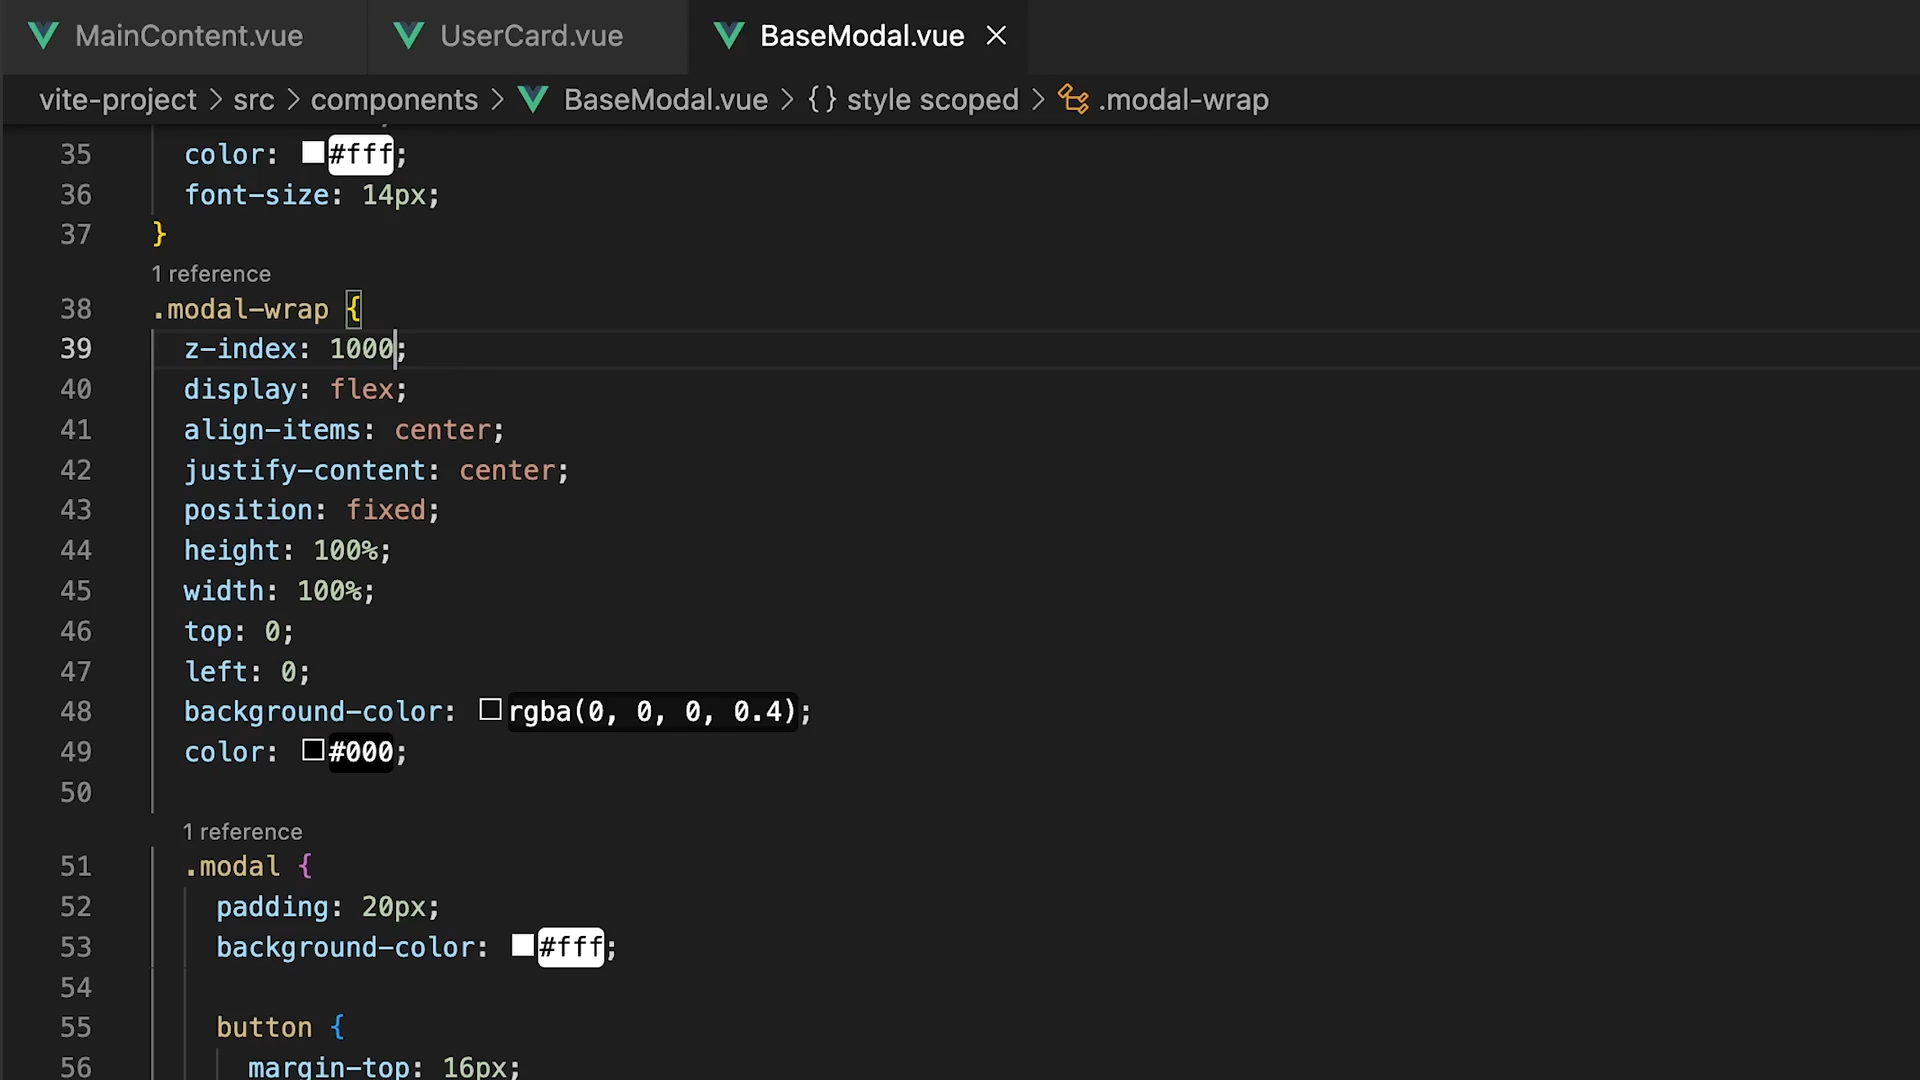 MainContent.vue UserCard.vue BaseModal.vue
vite-project > src > components > BaseModal.vue > {} style scoped > .modal-wrap
35 color: #fff;
36 font-size: 14px;
37 }
1 reference
38 .modal-wrap {
39 z-index: 1000;
40 display: flex;
41 align-items: center;
42 justify-content: center;
43 position: fixed;
44 height: 100%;
45 width: 100%;
46 top: 0;
47 left: 0;
48 background-color: rgba(0, 0, 0, 0.4);
49 color: #000;
50
1 reference
51 .modal {
52 padding: 20px;
53 background-color: #fff;
54
55 button {
56 margin-top: 16px;